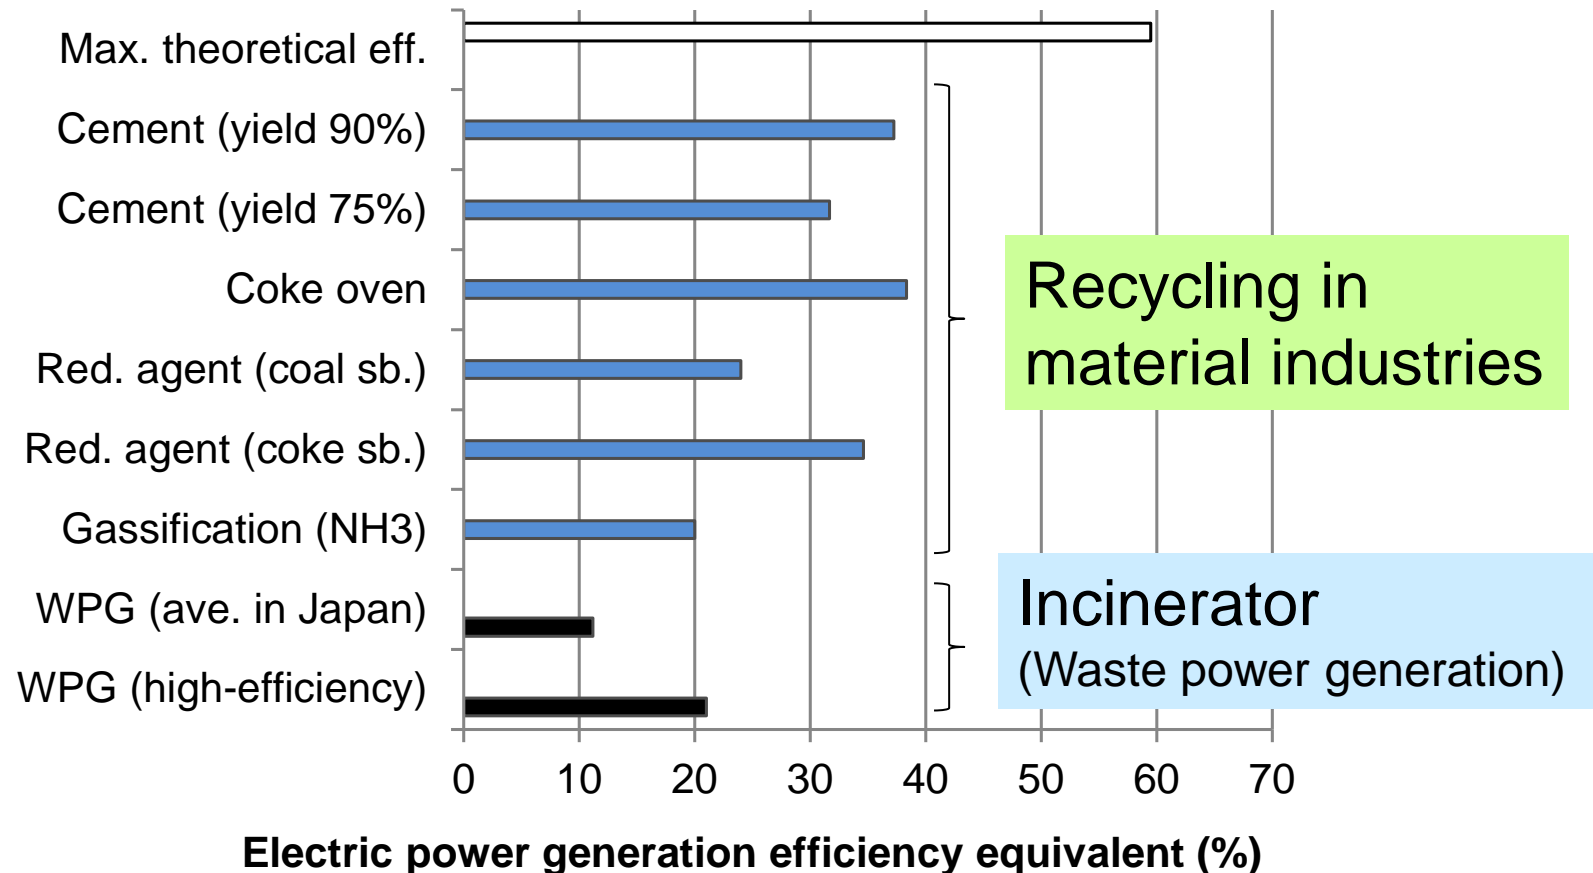 Max. theoretical eff.
Cement (yield 90%)
Cement (yield 75%)
Coke oven
Red. agent (coal sb.)
Red. agent (coke sb.)
Gassification (NH3)
WPG (ave. in Japan)
WPG (high-efficiency)
Recycling in
material industries
Incinerator
(Waste power generation)
0 10 20 30 40 50 60 70
Electric power generation efficiency equivalent (%)